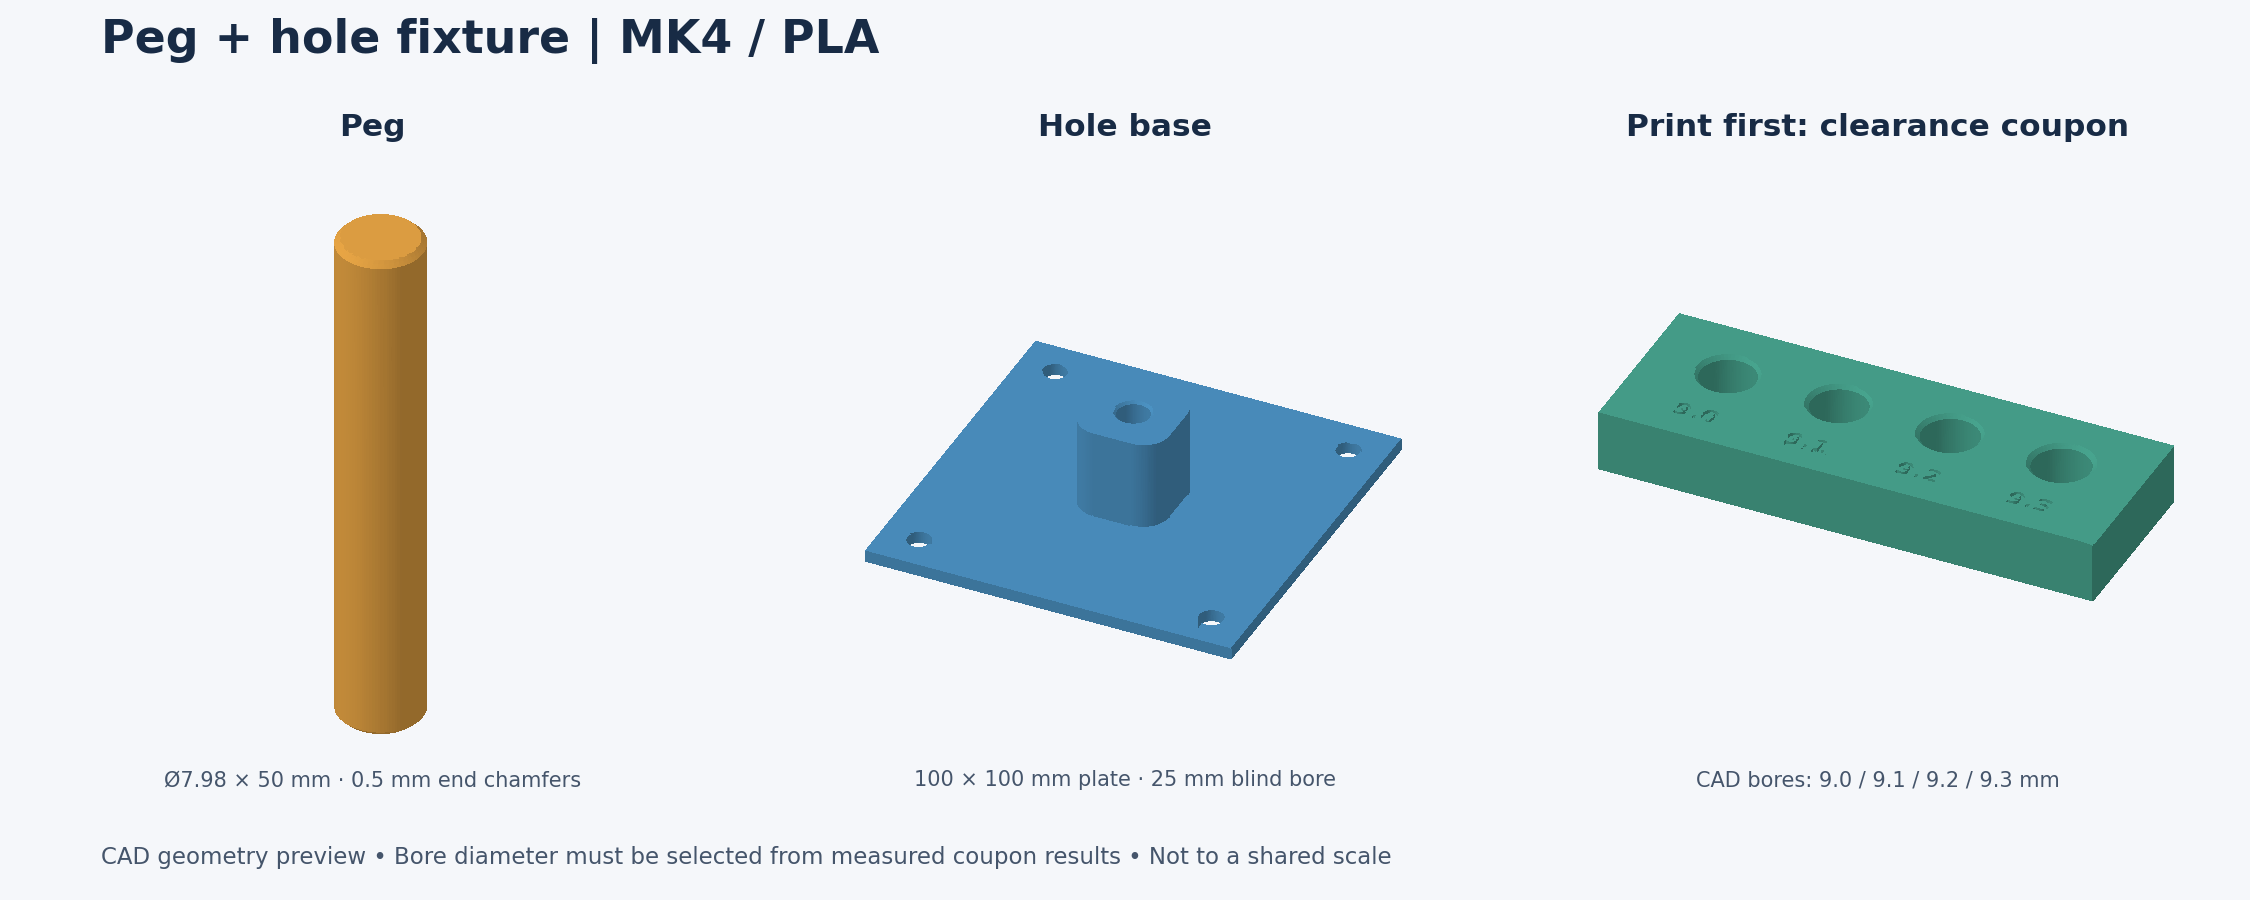 Peg + hole fixture | MK4 / PLA
Peg
Hole base
Print first: clearance coupon
9.0
9.1
9.2
9.3
Ø7.98 × 50 mm · 0.5 mm end chamfers
100 × 100 mm plate · 25 mm blind bore
CAD bores: 9.0 / 9.1 / 9.2 / 9.3 mm
CAD geometry preview • Bore diameter must be selected from measured coupon results • Not to a shared scale